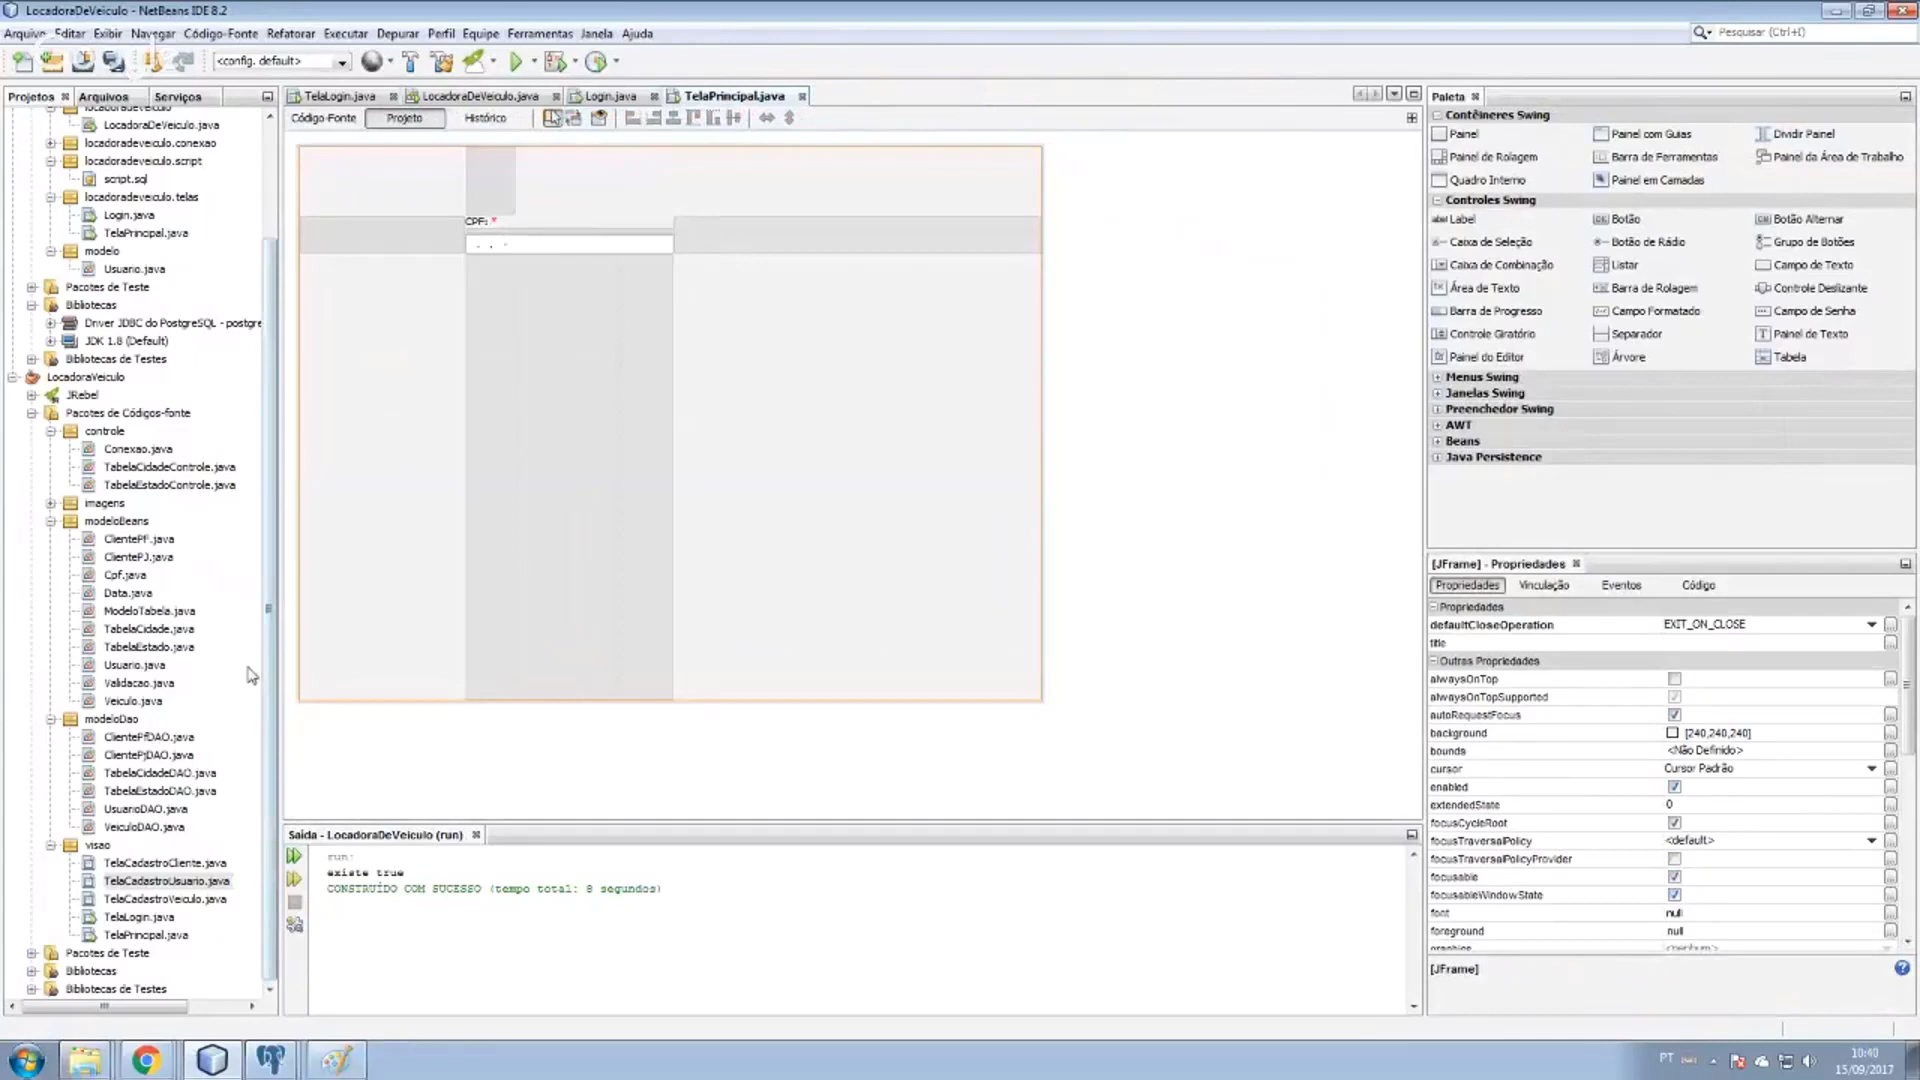 LocadoraDeVeiculo - NetBeans IDE 8.2
Arquivo Editar Exibir Navegar Código-Fonte Refatorar Executar Depurar Perfil Equipe Ferramentas Janela Ajuda
Pesquisar (Ctrl+I)
<config. default>
Projetos Arquivos Serviços
TelaLogin.java LocadoraDeVeiculo.java Login.java TelaPrincipal.java
Código-Fonte Projeto Histórico
locadoradeveiculo
LocadoraDeVeiculo.java
locadoradeveiculo.conexao
locadoradeveiculo.script
script.sql
locadoradeveiculo.telas
Login.java
TelaPrincipal.java
modelo
Usuario.java
Pacotes de Teste
Bibliotecas
Driver JDBC do PostgreSQL - postgre
JDK 1.8 (Default)
Bibliotecas de Testes
LocadoraVeiculo
JRebel
Pacotes de Códigos-fonte
controle
Conexao.java
TabelaCidadeControle.java
TabelaEstadoControle.java
imagens
modeloBeans
ClientePF.java
ClientePJ.java
Cpf.java
Data.java
ModeloTabela.java
TabelaCidade.java
TabelaEstado.java
Usuario.java
Validacao.java
Veiculo.java
modeloDao
ClientePfDAO.java
ClientePjDAO.java
TabelaCidadeDAO.java
TabelaEstadoDAO.java
UsuarioDAO.java
VeiculoDAO.java
visao
TelaCadastroCliente.java
TelaCadastroUsuario.java
TelaCadastroVeiculo.java
TelaLogin.java
TelaPrincipal.java
Pacotes de Teste
Bibliotecas
Bibliotecas de Testes
CPF: *
. . -
Saída - LocadoraDeVeiculo (run)
run:
existe true
CONSTRUÍDO COM SUCESSO (tempo total: 8 segundos)
Paleta
Contêineres Swing
Painel Painel com Guias Dividir Painel
Painel de Rolagem Barra de Ferramentas Painel da Área de Trabalho
Quadro Interno Painel em Camadas
Controles Swing
label Label OK Botão ON Botão Alternar
Caixa de Seleção Botão de Rádio Grupo de Botões
Caixa de Combinação Listar Campo de Texto
Área de Texto Barra de Rolagem Controle Deslizante
Barra de Progresso Campo Formatado Campo de Senha
Controle Giratório Separador Painel de Texto
Painel do Editor Árvore Tabela
Menus Swing
Janelas Swing
Preenchedor Swing
AWT
Beans
Java Persistence
[JFrame] - Propriedades
Propriedades Vinculação Eventos Código
Propriedades
defaultCloseOperation EXIT_ON_CLOSE
title
Outras Propriedades
alwaysOnTop
alwaysOnTopSupported
autoRequestFocus
background [240,240,240]
bounds <Não Definido>
cursor Cursor Padrão
enabled
extendedState 0
focusCycleRoot
focusTraversalPolicy <default>
focusTraversalPolicyProvider
focusable
focusableWindowState
font null
foreground null
graphics <nenhum>
[JFrame]
PT
10:40
15/09/2017